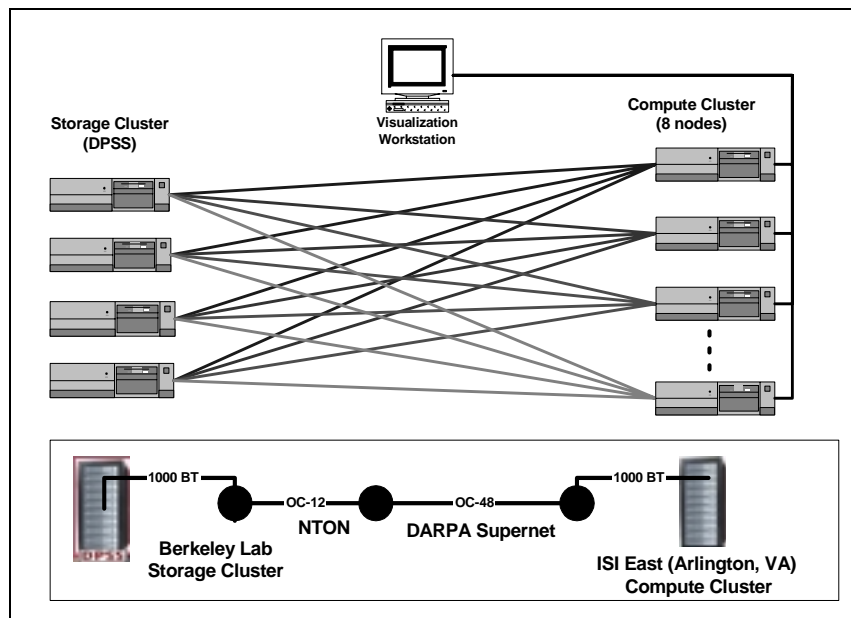 Visualization
Workstation
Storage Cluster
(DPSS)
Compute Cluster
(8 nodes)
1000 BT
OC-12
OC-48
1000 BT
NTON
DARPA Supernet
DPSS
Berkeley Lab
Storage Cluster
ISI East (Arlington, VA)
Compute Cluster